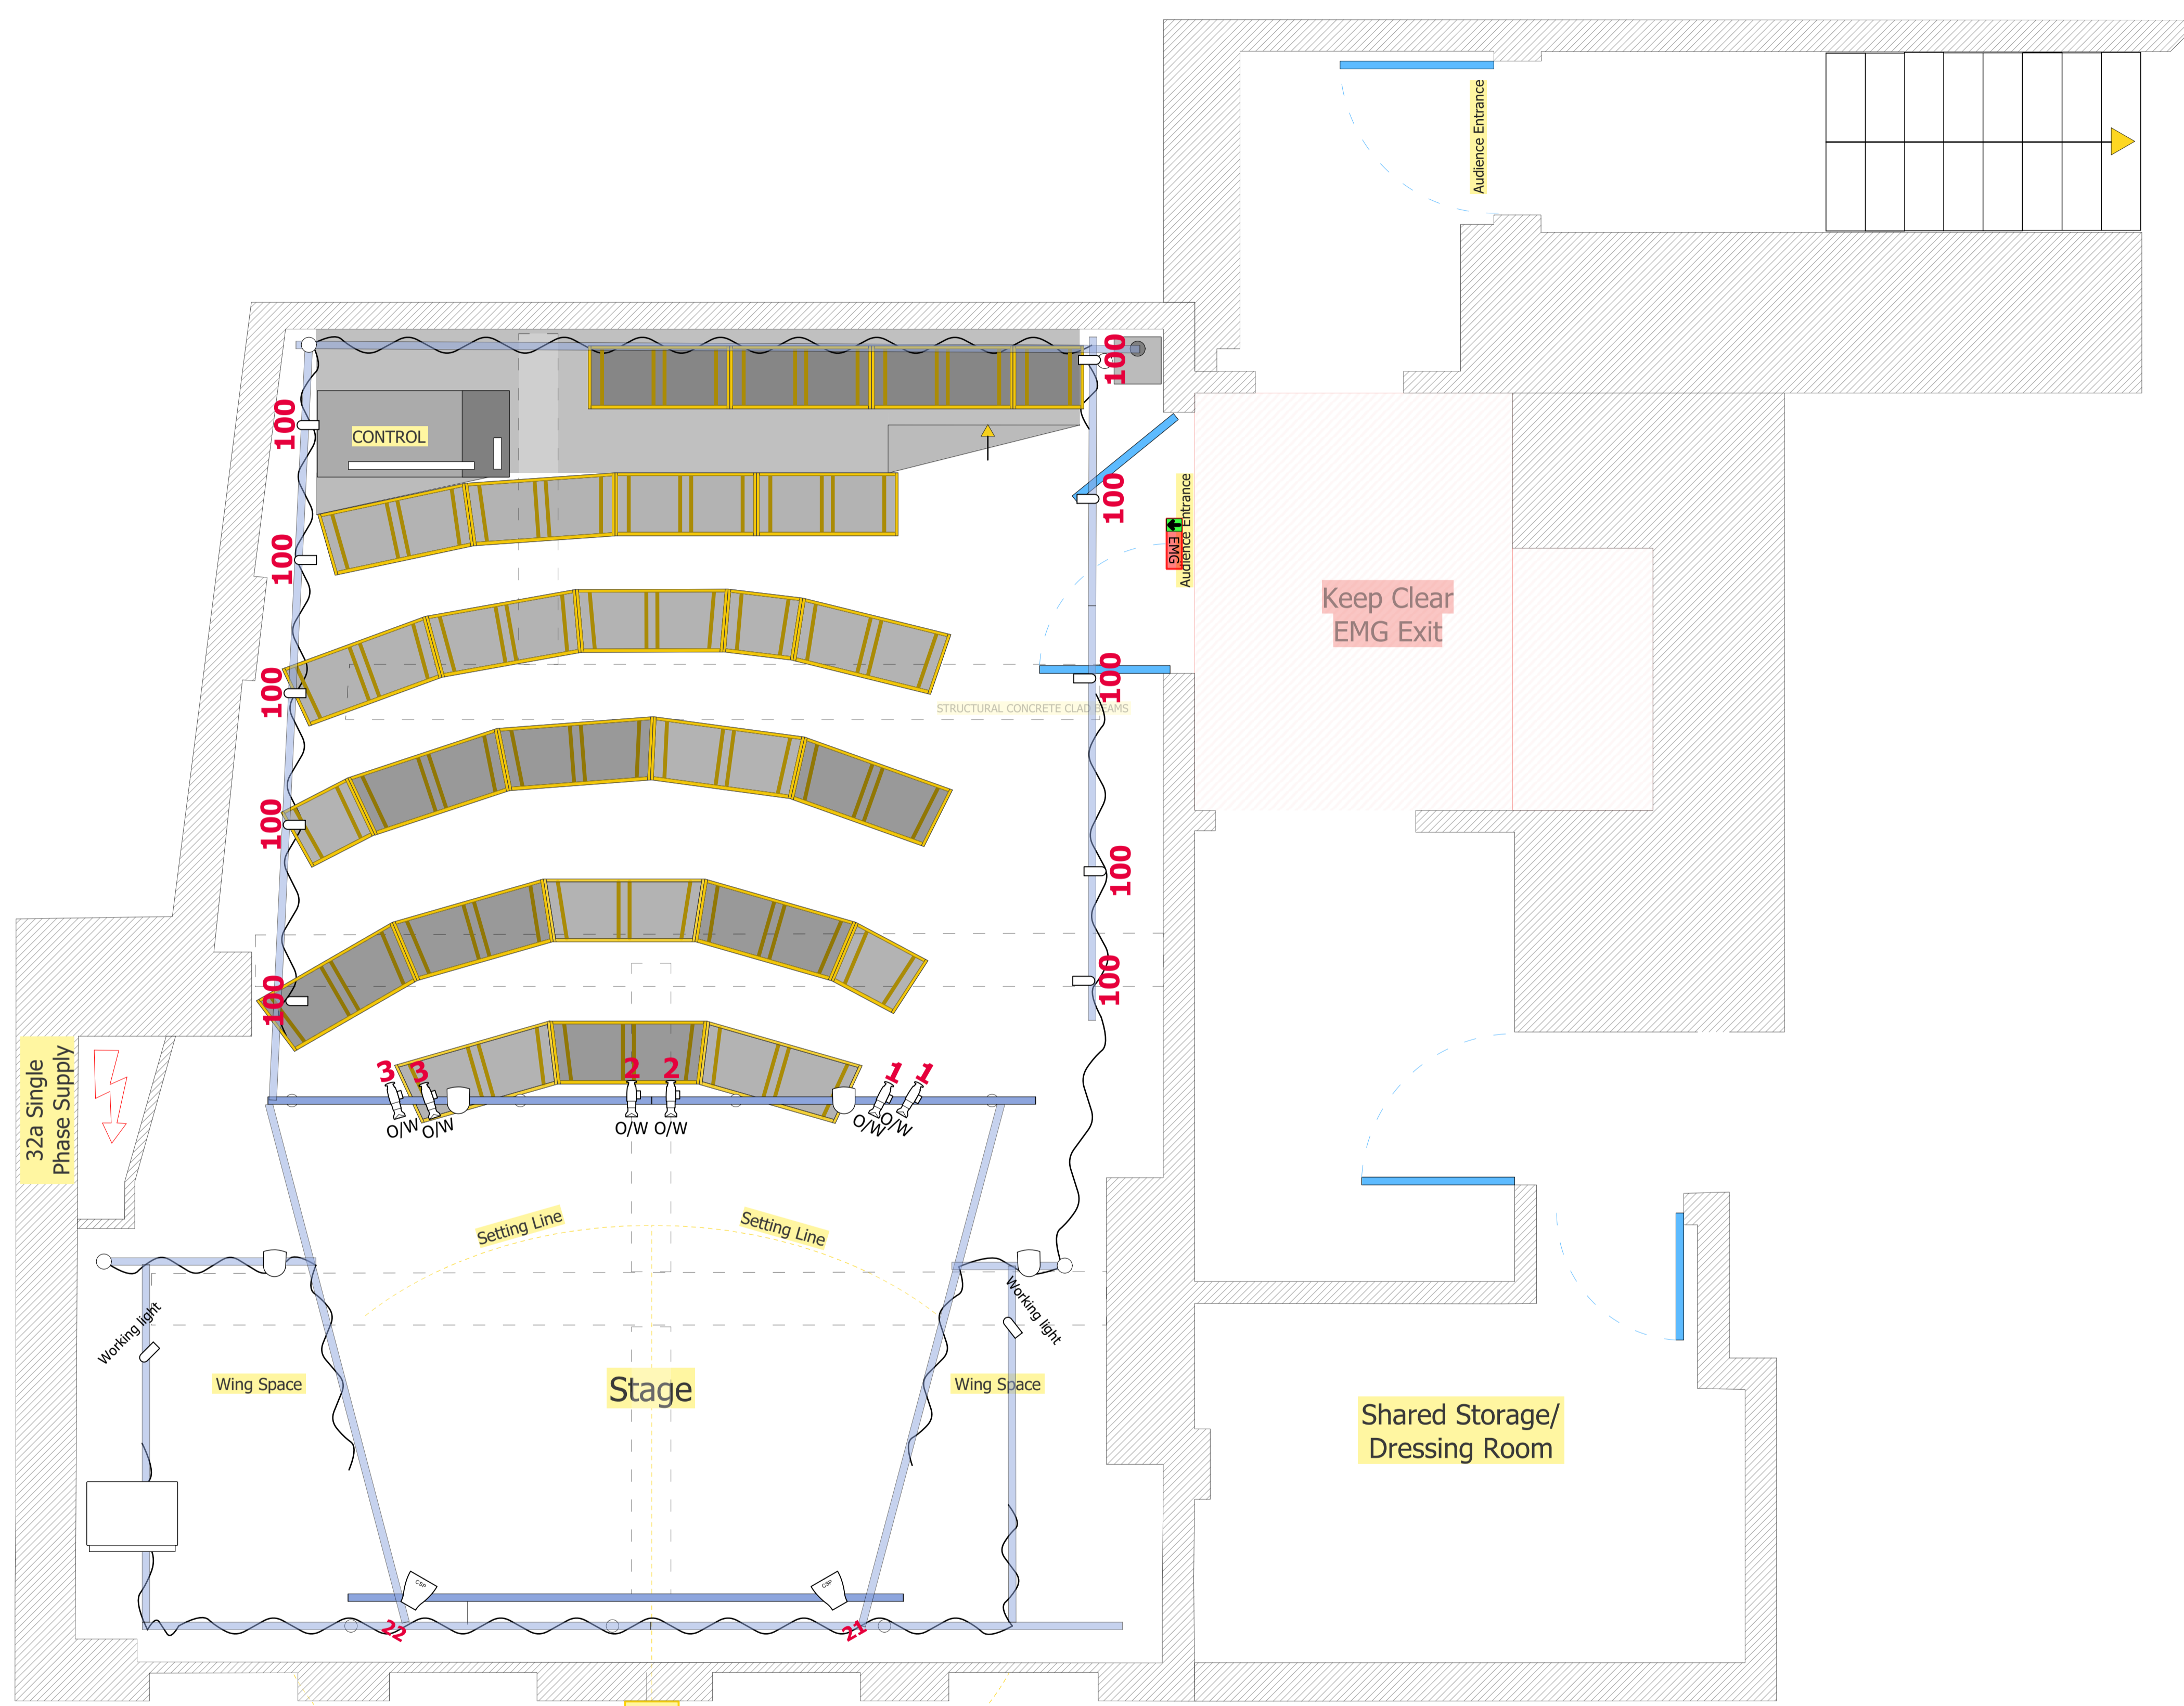 Audience Entrance
100
100
CONTROL
100
100
Audience Entrance
EMG
100
Keep Clear
EMG Exit
100
100
STRUCTURAL CONCRETE CLAD BEAMS
100
100
100
100
32a Single
Phase Supply
3
3
2
2
1
1
O/W
O/W
O/W
O/W
O/W
O/W
Setting Line
Setting Line
Working light
Working light
Wing Space
Stage
Wing Space
Shared Storage/
Dressing Room
CSP
CSP
22
21